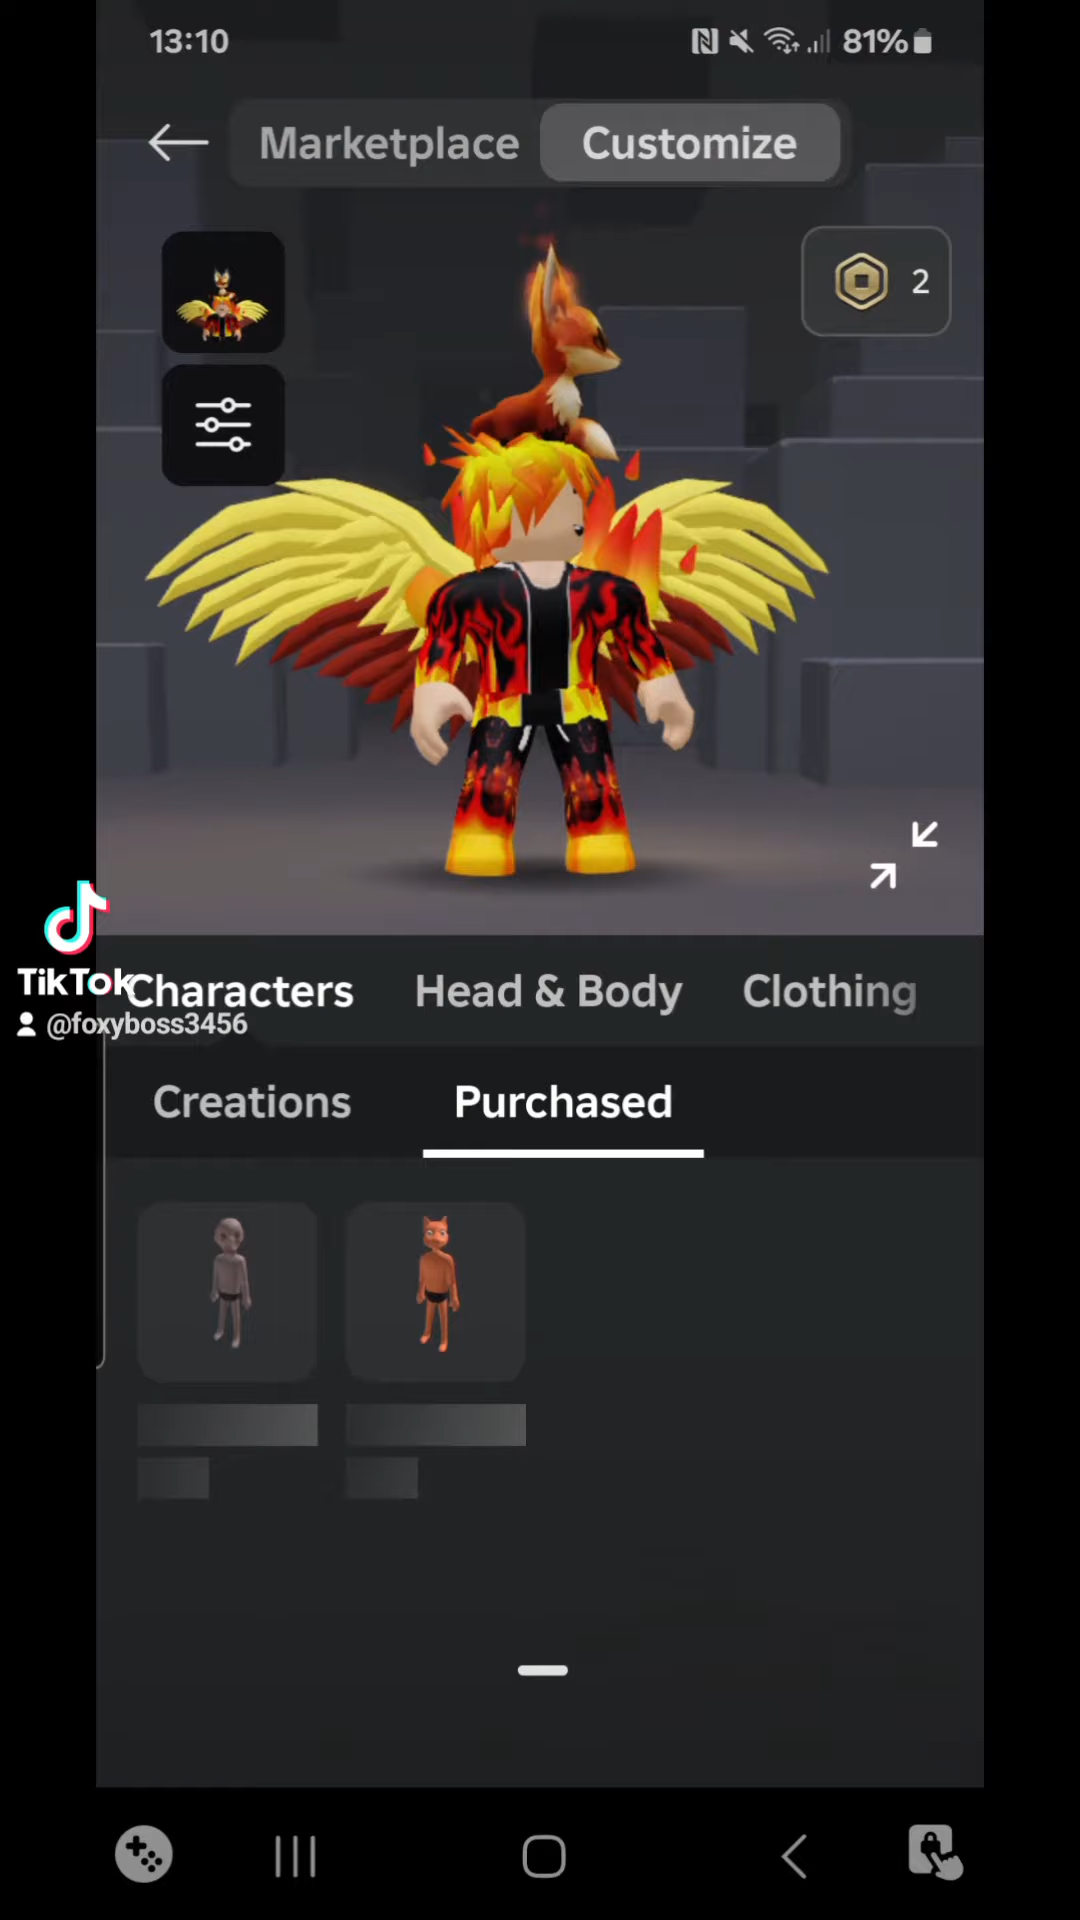 13:10
81%
Marketplace
Customize
2
TikTok
@foxyboss3456
Characters
Head & Body
Clothing
Creations
Purchased